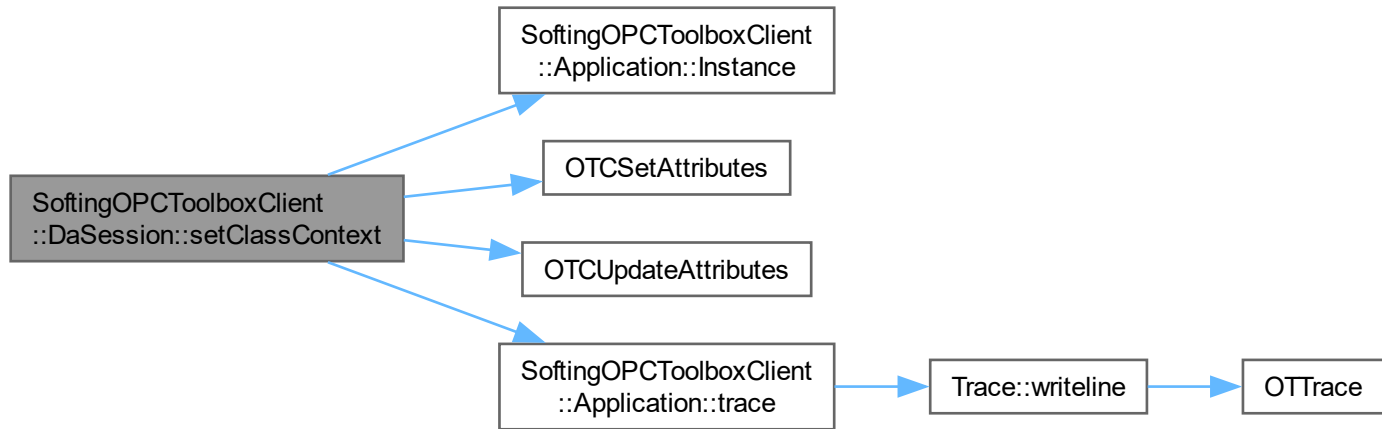 SoftingOPCToolboxClient
::Application::Instance
OTCSetAttributes
SoftingOPCToolboxClient
::DaSession::setClassContext
OTCUpdateAttributes
SoftingOPCToolboxClient
::Application::trace
Trace::writeline
OTTrace